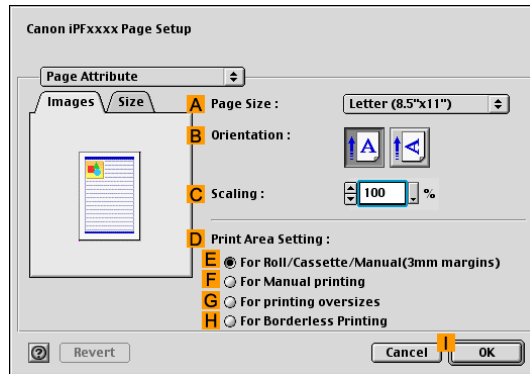 Canon iPFxxxx Page Setup
Page Attribute
Images Size
A Page Size : Letter (8.5"x11")
B Orientation :
A A
C Scaling : 100 %
D Print Area Setting :
E For Roll/Cassette/Manual(3mm margins)
F For Manual printing
G For printing oversizes
H For Borderless Printing
I
? Revert Cancel OK